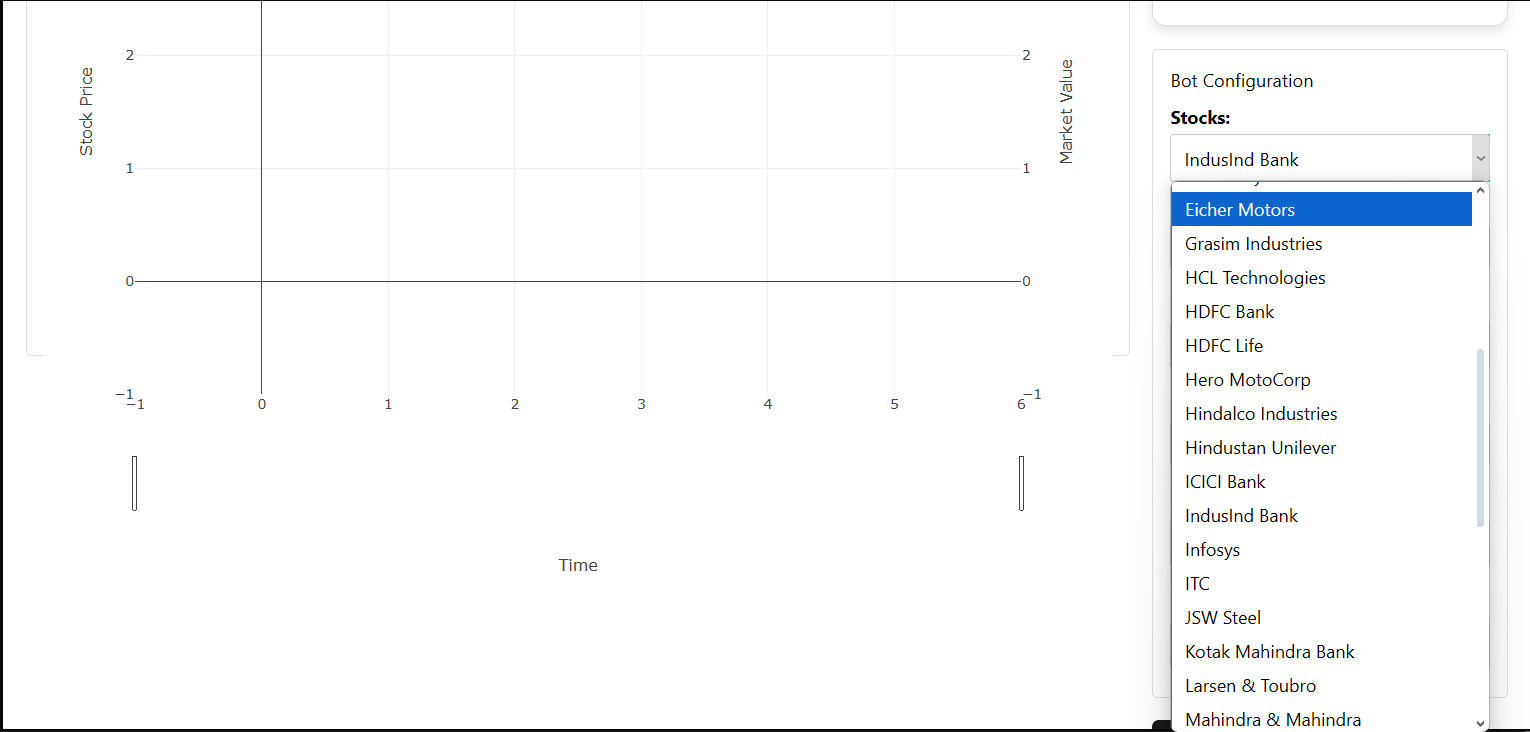 2
1
0
−1
Stock Price
−1
0
1
2
3
4
5
6
2
1
0
−1
Market Value
Time
Bot Configuration
Stocks:
IndusInd Bank
Eicher Motors
Grasim Industries
HCL Technologies
HDFC Bank
HDFC Life
Hero MotoCorp
Hindalco Industries
Hindustan Unilever
ICICI Bank
IndusInd Bank
Infosys
ITC
JSW Steel
Kotak Mahindra Bank
Larsen & Toubro
Mahindra & Mahindra